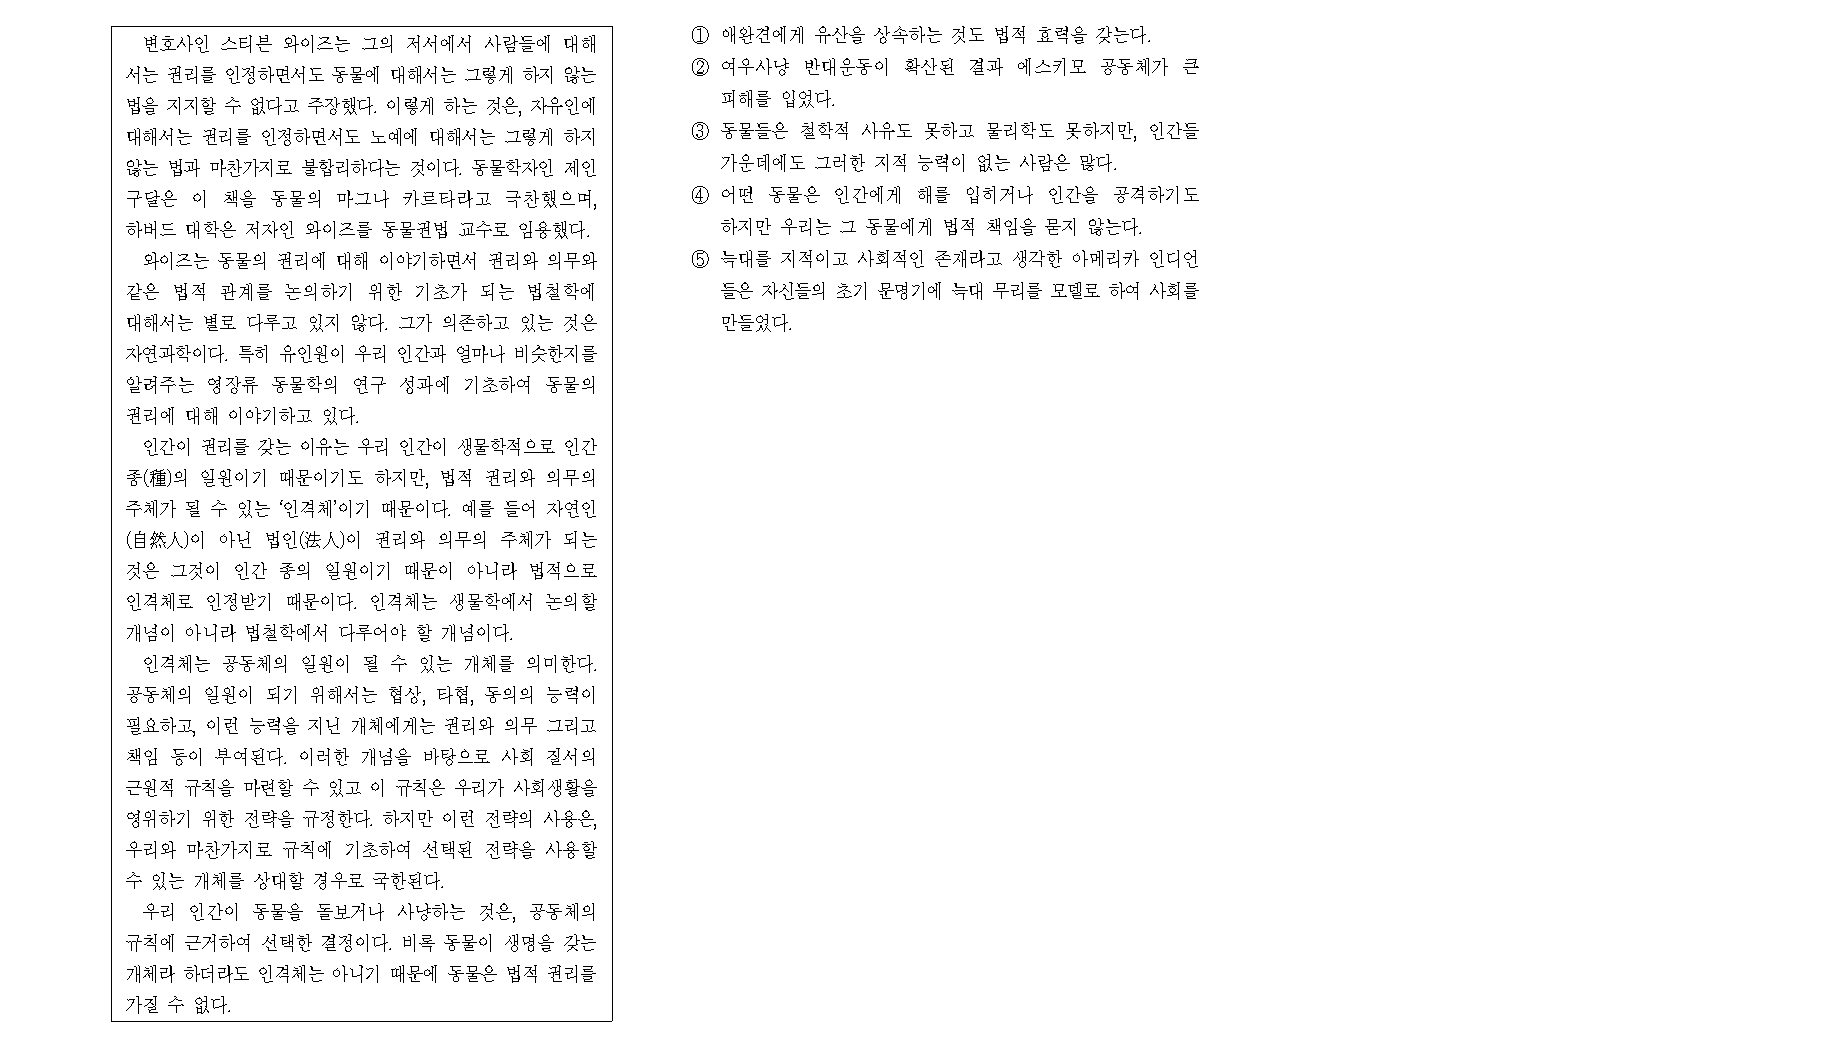 변호사인 스티븐 와이즈는 그의 저서에서 사람들에 대해
서는 권리를 인정하면서도 동물에 대해서는 그렇게 하지 않는
법을 지지할 수 없다고 주장했다. 이렇게 하는 것은, 자유인에
대해서는 권리를 인정하면서도 노예에 대해서는 그렇게 하지
않는 법과 마찬가지로 불합리하다는 것이다. 동물학자인 제인
구달은 이 책을 동물의 마그나 카르타라고 극찬했으며,
하버드 대학은 저자인 와이즈를 동물권법 교수로 임용했다.
와이즈는 동물의 권리에 대해 이야기하면서 권리와 의무와
같은 법적 관계를 논의하기 위한 기초가 되는 법철학에
대해서는 별로 다루고 있지 않다. 그가 의존하고 있는 것은
자연과학이다. 특히 유인원이 우리 인간과 얼마나 비슷한지를
알려주는 영장류 동물학의 연구 성과에 기초하여 동물의
권리에 대해 이야기하고 있다.
인간이 권리를 갖는 이유는 우리 인간이 생물학적으로 인간
종(種)의 일원이기 때문이기도 하지만, 법적 권리와 의무의
주체가 될 수 있는 ‘인격체’이기 때문이다. 예를 들어 자연인
(自然人)이 아닌 법인(法人)이 권리와 의무의 주체가 되는
것은 그것이 인간 종의 일원이기 때문이 아니라 법적으로
인격체로 인정받기 때문이다. 인격체는 생물학에서 논의할
개념이 아니라 법철학에서 다루어야 할 개념이다.
인격체는 공동체의 일원이 될 수 있는 개체를 의미한다.
공동체의 일원이 되기 위해서는 협상, 타협, 동의의 능력이
필요하고, 이런 능력을 지닌 개체에게는 권리와 의무 그리고
책임 등이 부여된다. 이러한 개념을 바탕으로 사회 질서의
근원적 규칙을 마련할 수 있고 이 규칙은 우리가 사회생활을
영위하기 위한 전략을 규정한다. 하지만 이런 전략의 사용은,
우리와 마찬가지로 규칙에 기초하여 선택된 전략을 사용할
수 있는 개체를 상대할 경우로 국한된다.
우리 인간이 동물을 돌보거나 사냥하는 것은, 공동체의
규칙에 근거하여 선택한 결정이다. 비록 동물이 생명을 갖는
개체라 하더라도 인격체는 아니기 때문에 동물은 법적 권리를
가질 수 없다.
① 애완견에게 유산을 상속하는 것도 법적 효력을 갖는다.
② 여우사냥 반대운동이 확산된 결과 에스키모 공동체가 큰
피해를 입었다.
③ 동물들은 철학적 사유도 못하고 물리학도 못하지만, 인간들
가운데에도 그러한 지적 능력이 없는 사람은 많다.
④ 어떤 동물은 인간에게 해를 입히거나 인간을 공격하기도
하지만 우리는 그 동물에게 법적 책임을 묻지 않는다.
⑤ 늑대를 지적이고 사회적인 존재라고 생각한 아메리카 인디언
들은 자신들의 초기 문명기에 늑대 무리를 모델로 하여 사회를
만들었다.